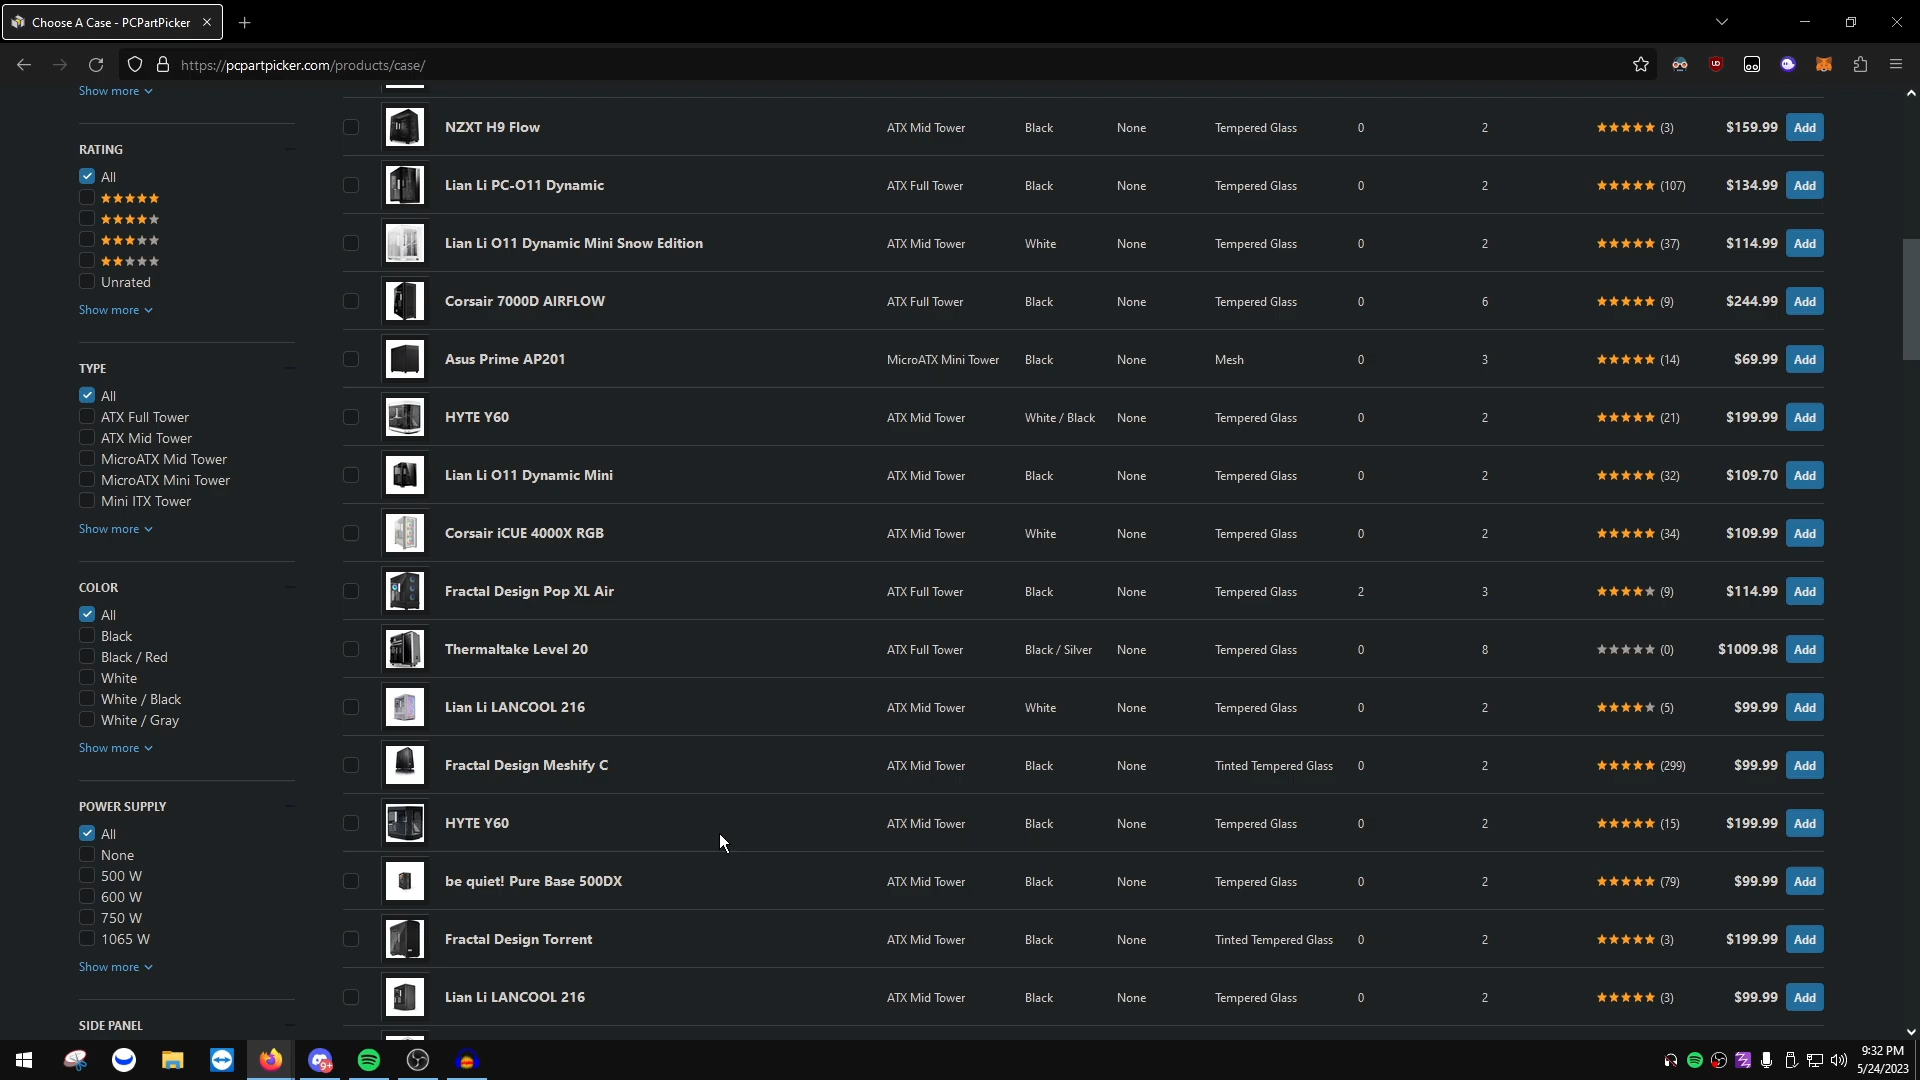 Choose A Case - PCPartPicker
https://pcpartpicker.com/products/case/
Show more
RATING
All
Unrated
Show more
TYPE
All
ATX Full Tower
ATX Mid Tower
MicroATX Mid Tower
MicroATX Mini Tower
Mini ITX Tower
Show more
COLOR
All
Black
Black / Red
White
White / Black
White / Gray
Show more
POWER SUPPLY
All
None
500 W
600 W
750 W
1065 W
Show more
SIDE PANEL
NZXT H9 Flow ATX Mid Tower Black None Tempered Glass 0 2 (3) $159.99 Add
Lian Li PC-O11 Dynamic ATX Full Tower Black None Tempered Glass 0 2 (107) $134.99 Add
Lian Li O11 Dynamic Mini Snow Edition ATX Mid Tower White None Tempered Glass 0 2 (37) $114.99 Add
Corsair 7000D AIRFLOW ATX Full Tower Black None Tempered Glass 0 6 (9) $244.99 Add
Asus Prime AP201 MicroATX Mini Tower Black None Mesh 0 3 (14) $69.99 Add
HYTE Y60 ATX Mid Tower White / Black None Tempered Glass 0 2 (21) $199.99 Add
Lian Li O11 Dynamic Mini ATX Mid Tower Black None Tempered Glass 0 2 (32) $109.70 Add
Corsair iCUE 4000X RGB ATX Mid Tower White None Tempered Glass 0 2 (34) $109.99 Add
Fractal Design Pop XL Air ATX Full Tower Black None Tempered Glass 2 3 (9) $114.99 Add
Thermaltake Level 20 ATX Full Tower Black / Silver None Tempered Glass 0 8 (0) $1009.98 Add
Lian Li LANCOOL 216 ATX Mid Tower White None Tempered Glass 0 2 (5) $99.99 Add
Fractal Design Meshify C ATX Mid Tower Black None Tinted Tempered Glass 0 2 (299) $99.99 Add
HYTE Y60 ATX Mid Tower Black None Tempered Glass 0 2 (15) $199.99 Add
be quiet! Pure Base 500DX ATX Mid Tower Black None Tempered Glass 0 2 (79) $99.99 Add
Fractal Design Torrent ATX Mid Tower Black None Tinted Tempered Glass 0 2 (3) $199.99 Add
Lian Li LANCOOL 216 ATX Mid Tower Black None Tempered Glass 0 2 (3) $99.99 Add
9+
9:32 PM
5/24/2023